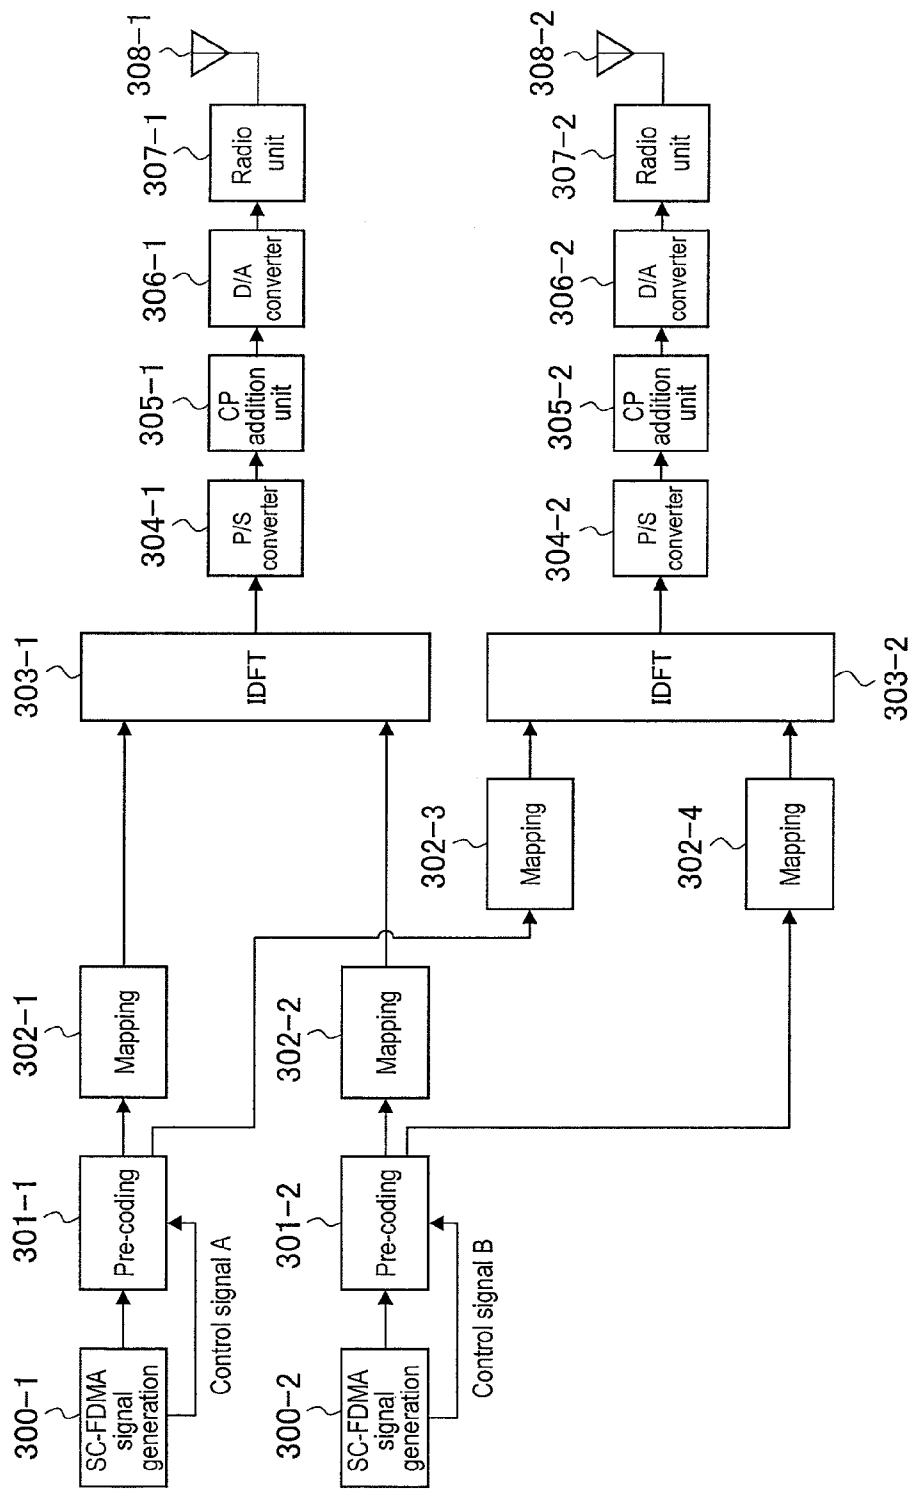 300-1
SC-FDMA
signal
generation
Control signal A
301-1
Pre-coding
302-1
Mapping
303-1
IDFT
304-1
P/S
converter
305-1
CP
addition
unit
306-1
D/A
converter
307-1
Radio
unit
308-1
300-2
SC-FDMA
signal
generation
Control signal B
301-2
Pre-coding
302-2
Mapping
302-3
Mapping
302-4
Mapping
303-2
IDFT
304-2
P/S
converter
305-2
CP
addition
unit
306-2
D/A
converter
307-2
Radio
unit
308-2